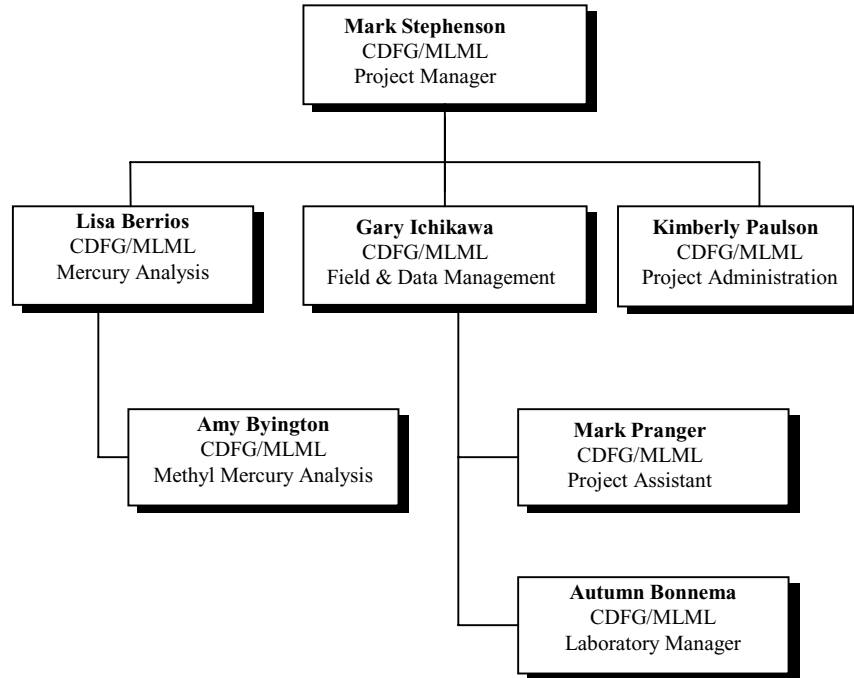 Mark Stephenson
CDFG/MLML
Project Manager
Lisa Berrios
CDFG/MLML
Mercury Analysis
Gary Ichikawa
CDFG/MLML
Field & Data Management
Kimberly Paulson
CDFG/MLML
Project Administration
Amy Byington
CDFG/MLML
Methyl Mercury Analysis
Mark Pranger
CDFG/MLML
Project Assistant
Autumn Bonnema
CDFG/MLML
Laboratory Manager